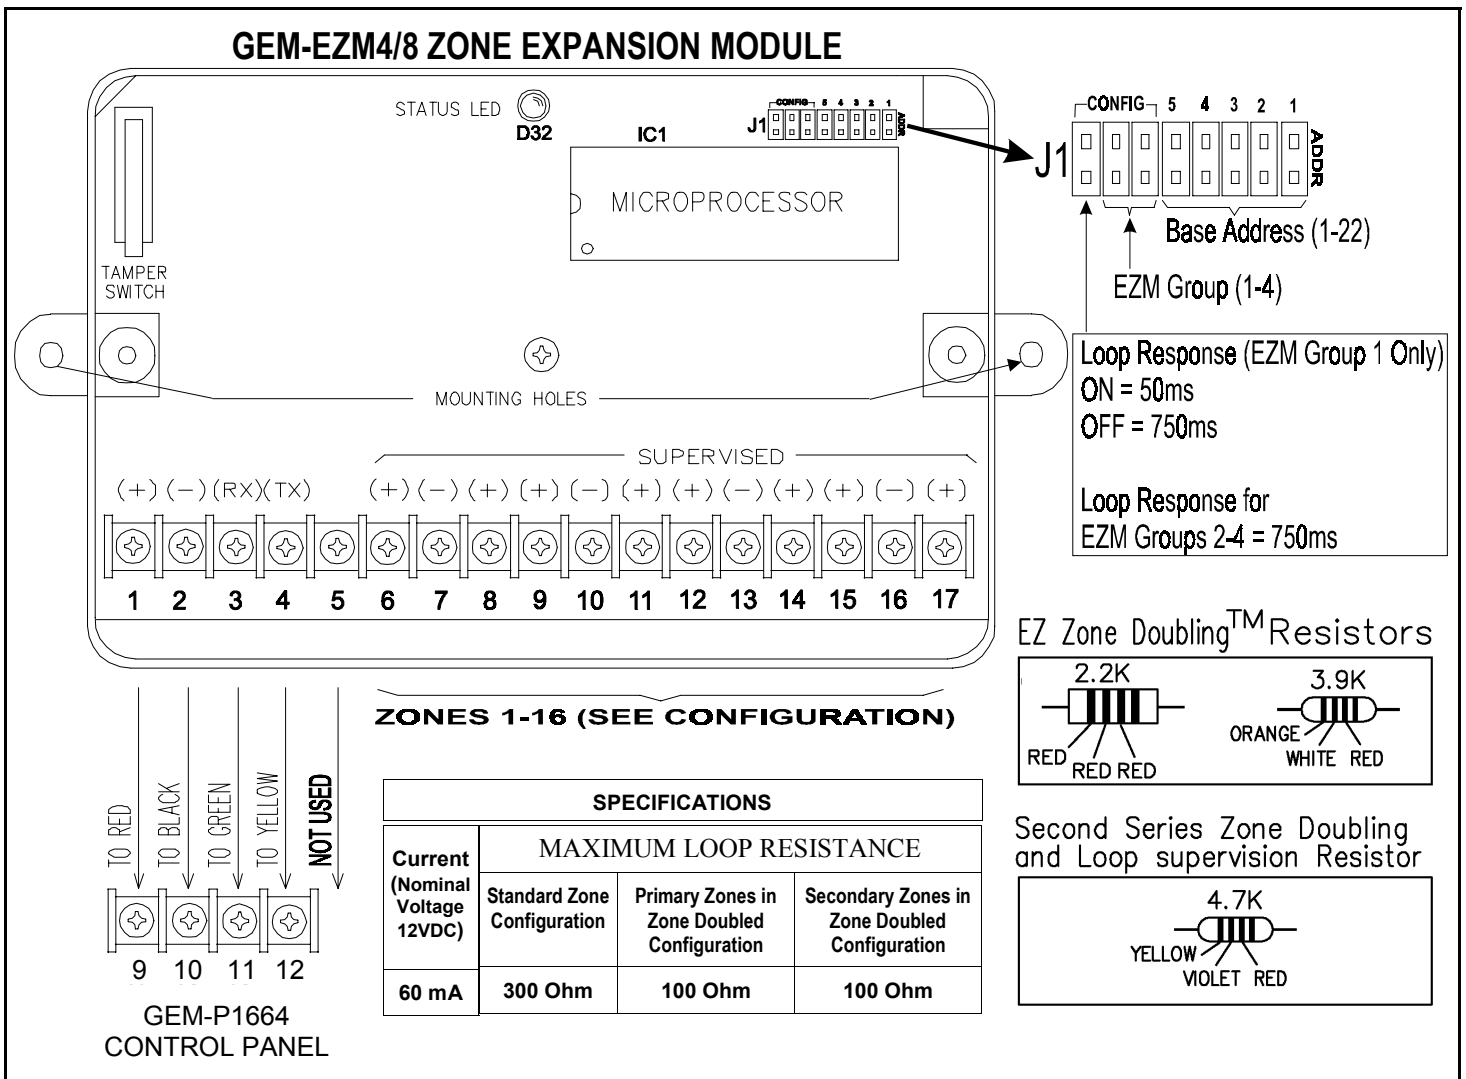 GEM-EZM4/8 ZONE EXPANSION MODULE
STATUS LED
D32
CONFIG 5 4 3 2 1
J1
ADDR
IC1
MICROPROCESSOR
TAMPER
SWITCH
MOUNTING HOLES
SUPERVISED
(+) (-) (RX) (TX) (+) (-) (+) (+) (-) (+) (+) (-) (+) (+) (-) (+)
1 2 3 4 5 6 7 8 9 10 11 12 13 14 15 16 17
CONFIG 5 4 3 2 1
J1
ADDR
Base Address (1-22)
EZM Group (1-4)
Loop Response (EZM Group 1 Only)
ON = 50ms
OFF = 750ms
Loop Response for
EZM Groups 2-4 = 750ms
ZONES 1-16 (SEE CONFIGURATION)
TO RED
TO BLACK
TO GREEN
TO YELLOW
NOT USED
9 10 11 12
GEM-P1664
CONTROL PANEL
SPECIFICATIONS
Current
(Nominal
Voltage
12VDC)
MAXIMUM LOOP RESISTANCE
Standard Zone
Configuration
Primary Zones in
Zone Doubled
Configuration
Secondary Zones in
Zone Doubled
Configuration
60 mA 300 Ohm 100 Ohm 100 Ohm
EZ Zone Doubling™ Resistors
2.2K
RED
RED RED
3.9K
ORANGE
WHITE RED
Second Series Zone Doubling
and Loop supervision Resistor
4.7K
YELLOW
VIOLET RED